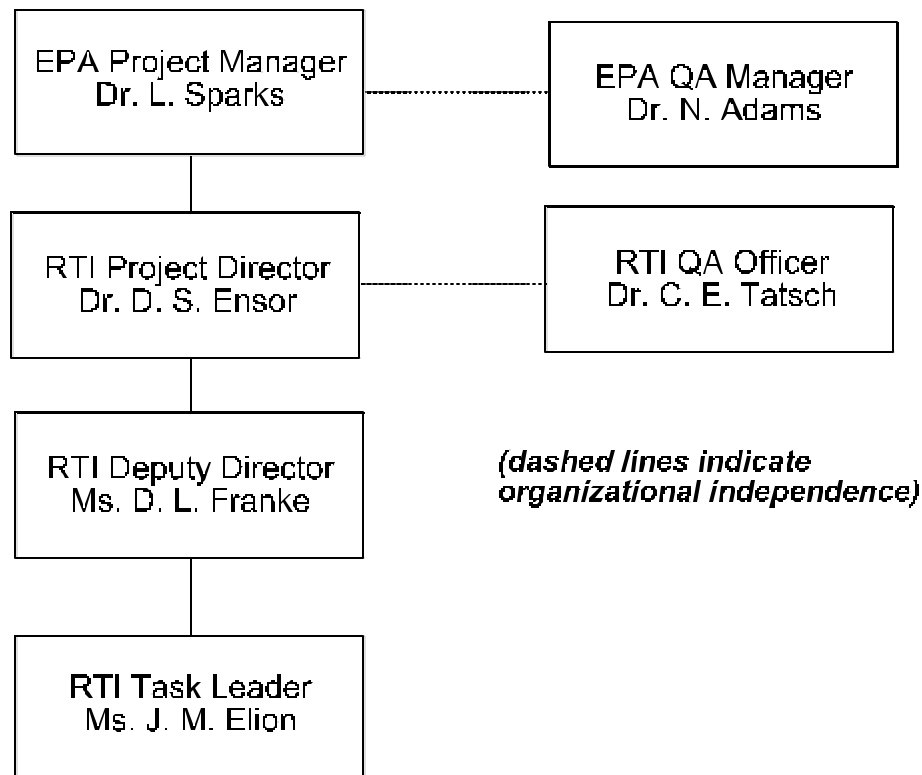 EPA Project Manager
Dr. L. Sparks
EPA QA Manager
Dr. N. Adams
RTI Project Director
Dr. D. S. Ensor
RTI QA Officer
Dr. C. E. Tatsch
RTI Deputy Director
Ms. D. L. Franke
(dashed lines indicate
organizational independence)
RTI Task Leader
Ms. J. M. Elion